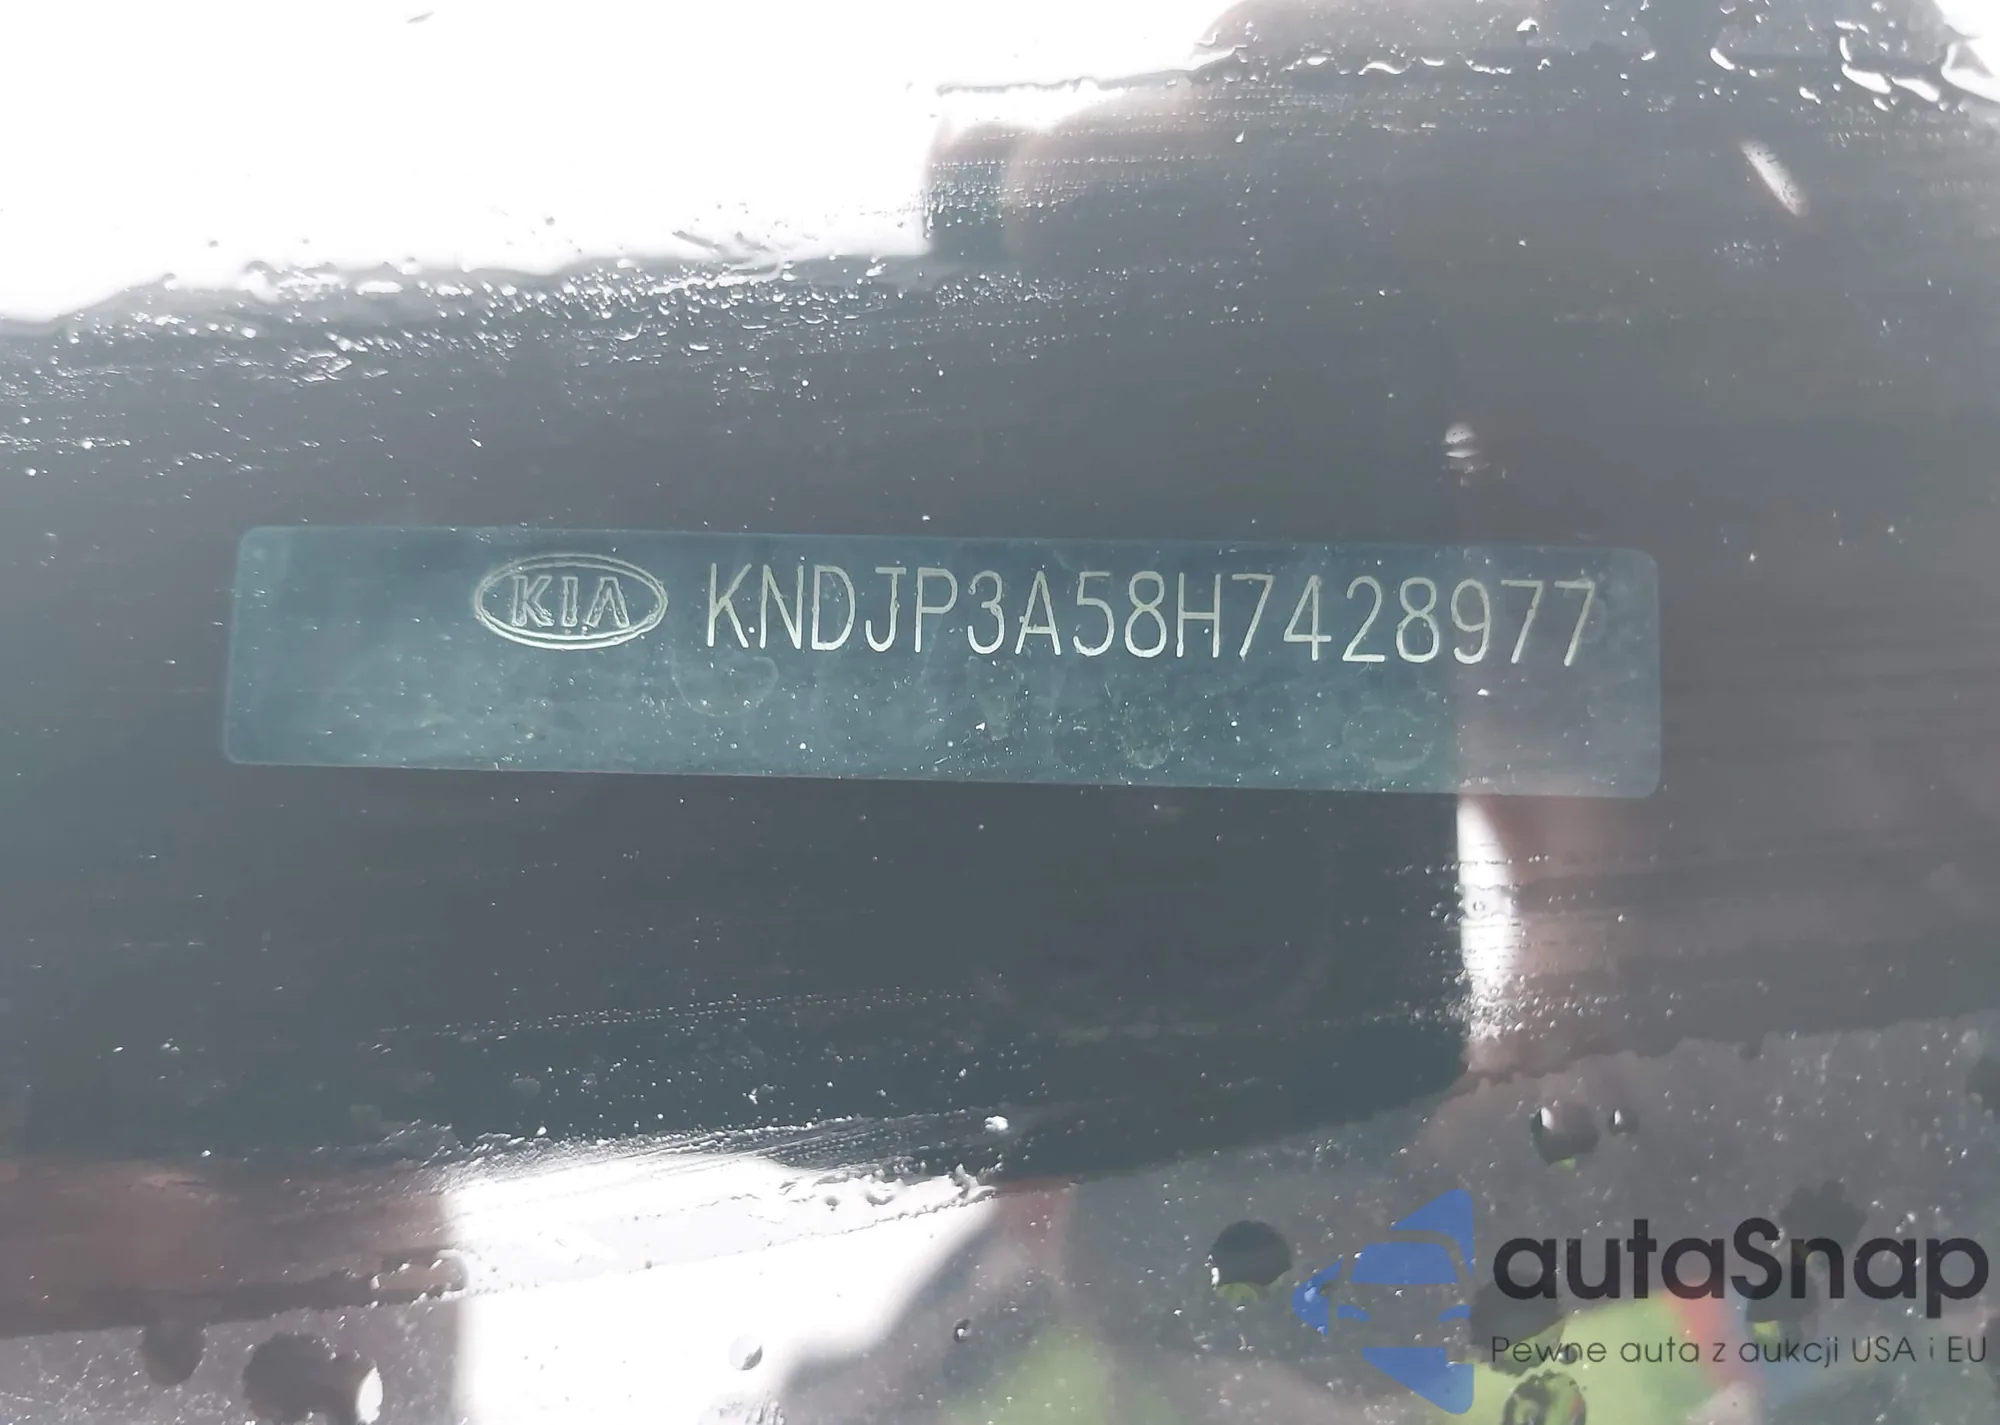 KIA KNDJP3A58H7428977
autaSnap
Pewne auta z aukcji USA i EU